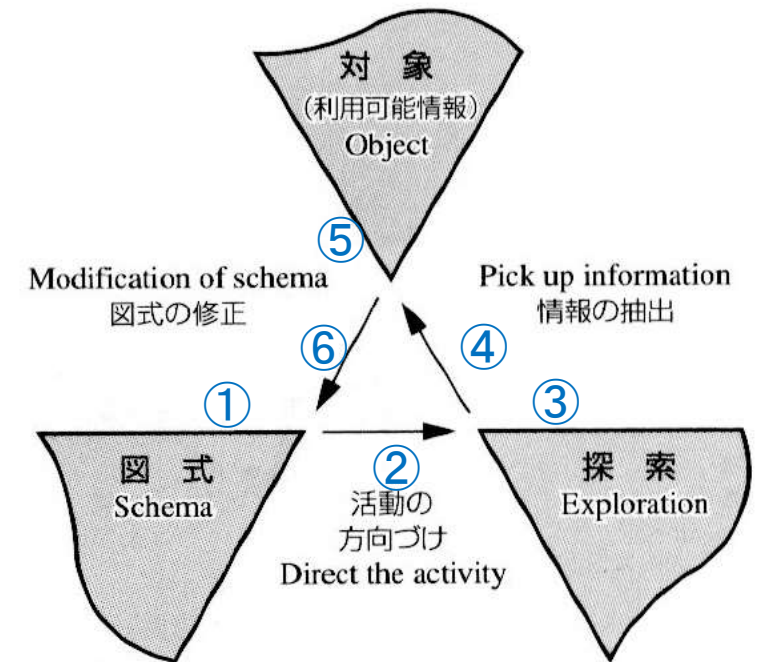 対 象
(利用可能情報)
Object
⑤
Modification of schema
図式の修正
Pick up information
情報の抽出
⑥
④
①
③
図 式
Schema
②
活動の
方向づけ
Direct the activity
探 索
Exploration